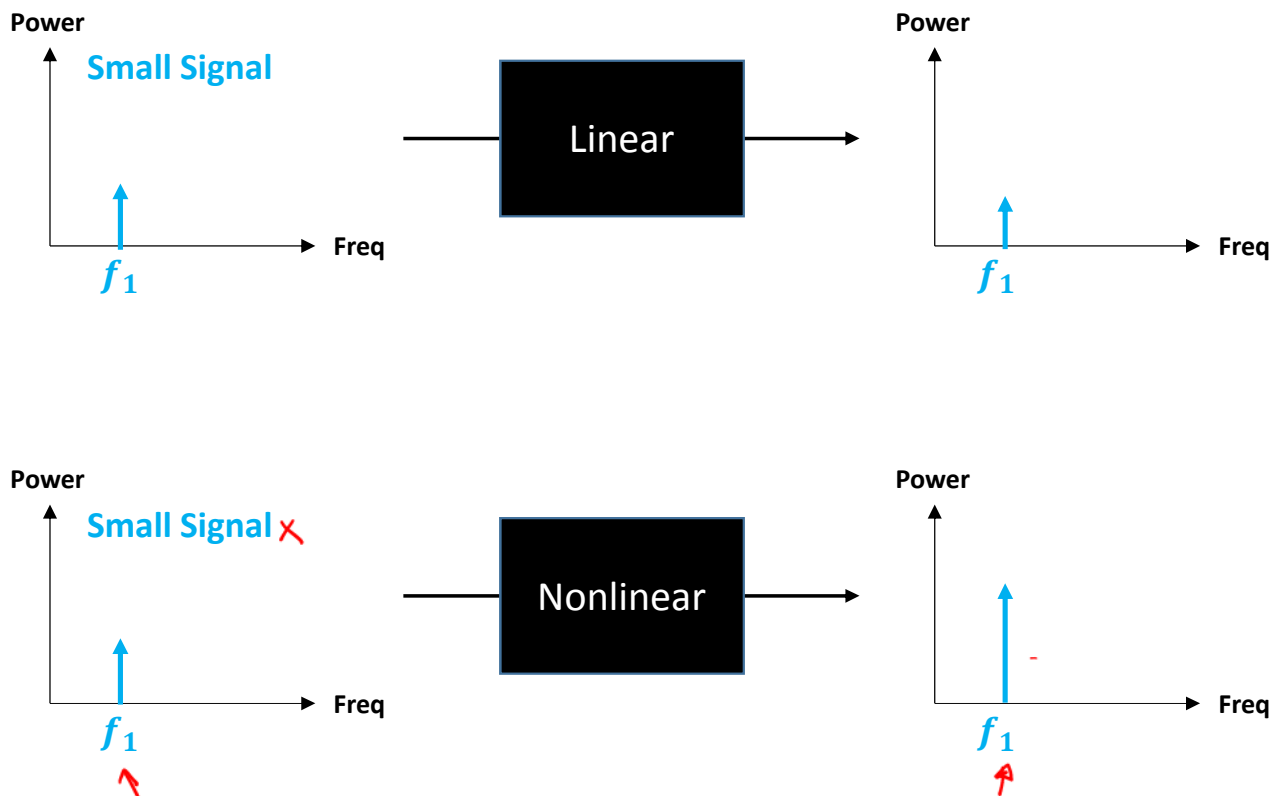 Power
Power
Small Signal
Linear
Freq
Freq
f1
f1
Power
Power
Small Signal x
Nonlinear
-
Freq
Freq
f1
f1